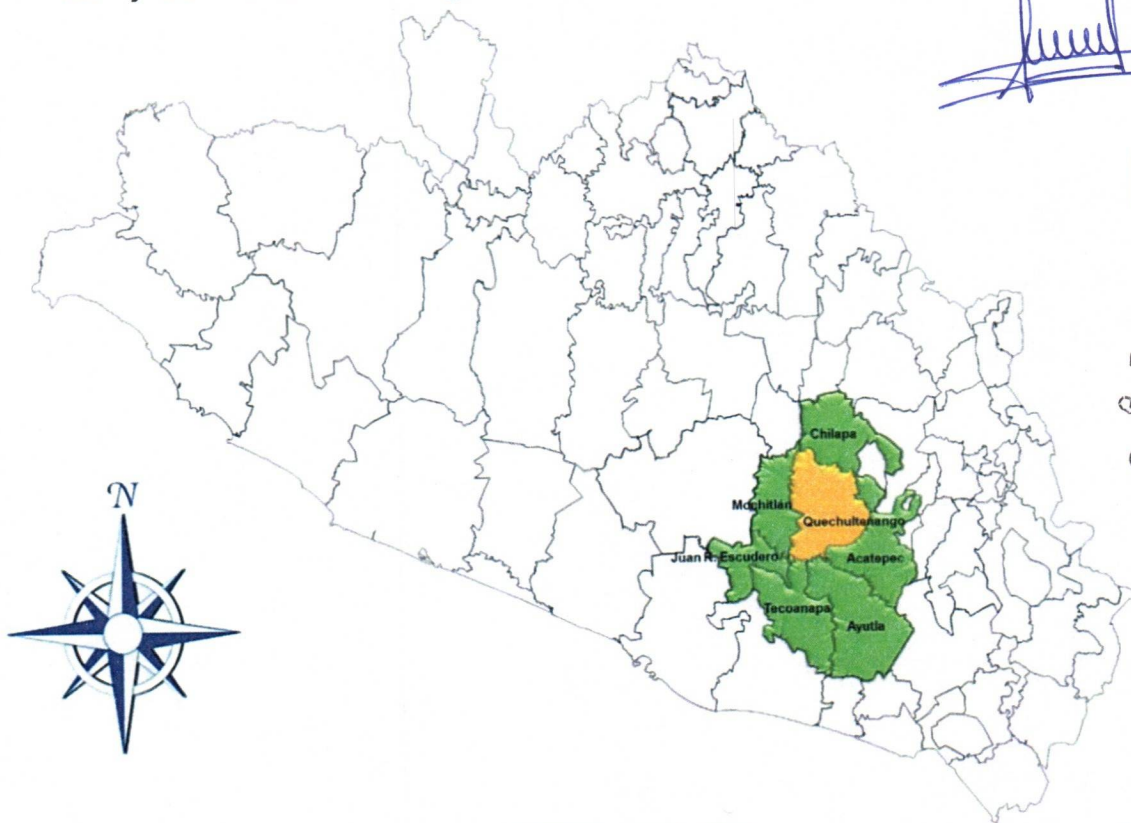 N
Chilapa
Mochitlán
Quechultenango
Juan R. Escudero
Acatepec
Tecoanapa
Ayutla